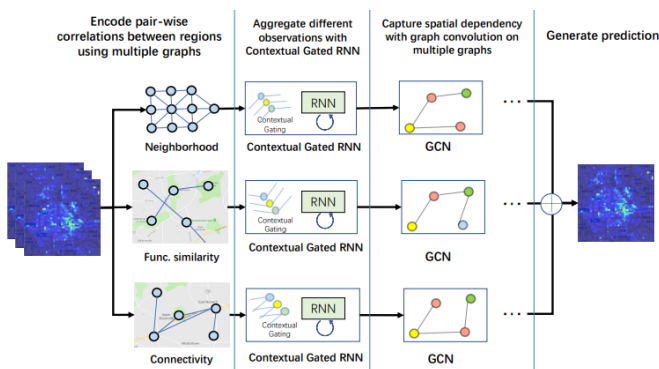 Encode pair-wise
correlations between regions
using multiple graphs
Aggregate different
observations with
Contextual Gated RNN
Capture spatial dependency
with graph convolution on
multiple graphs
Generate prediction
Neighborhood
Contextual
Gating
RNN
Contextual Gated RNN
GCN
...
Func. similarity
Contextual
Gating
RNN
Contextual Gated RNN
GCN
...
Connectivity
Contextual
Gating
RNN
Contextual Gated RNN
GCN
...